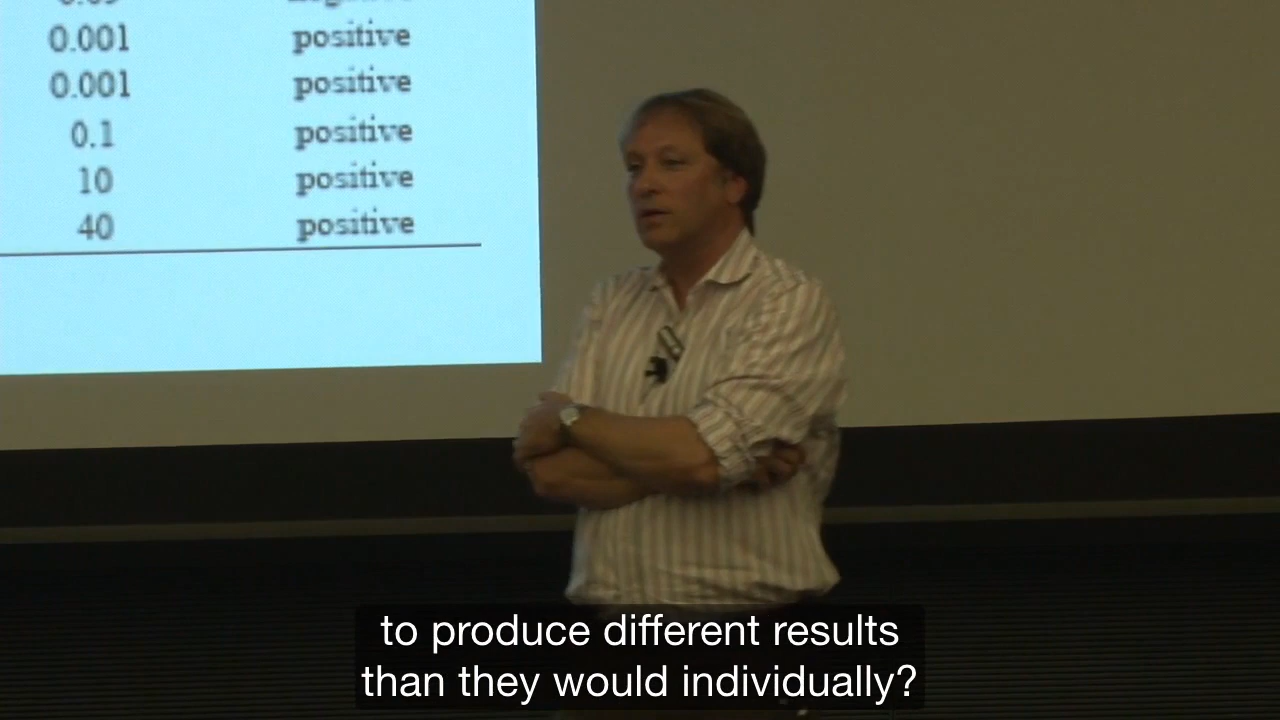 0.001 positive
0.001 positive
0.1 positive
10 positive
40 positive
to produce different results
than they would individually?